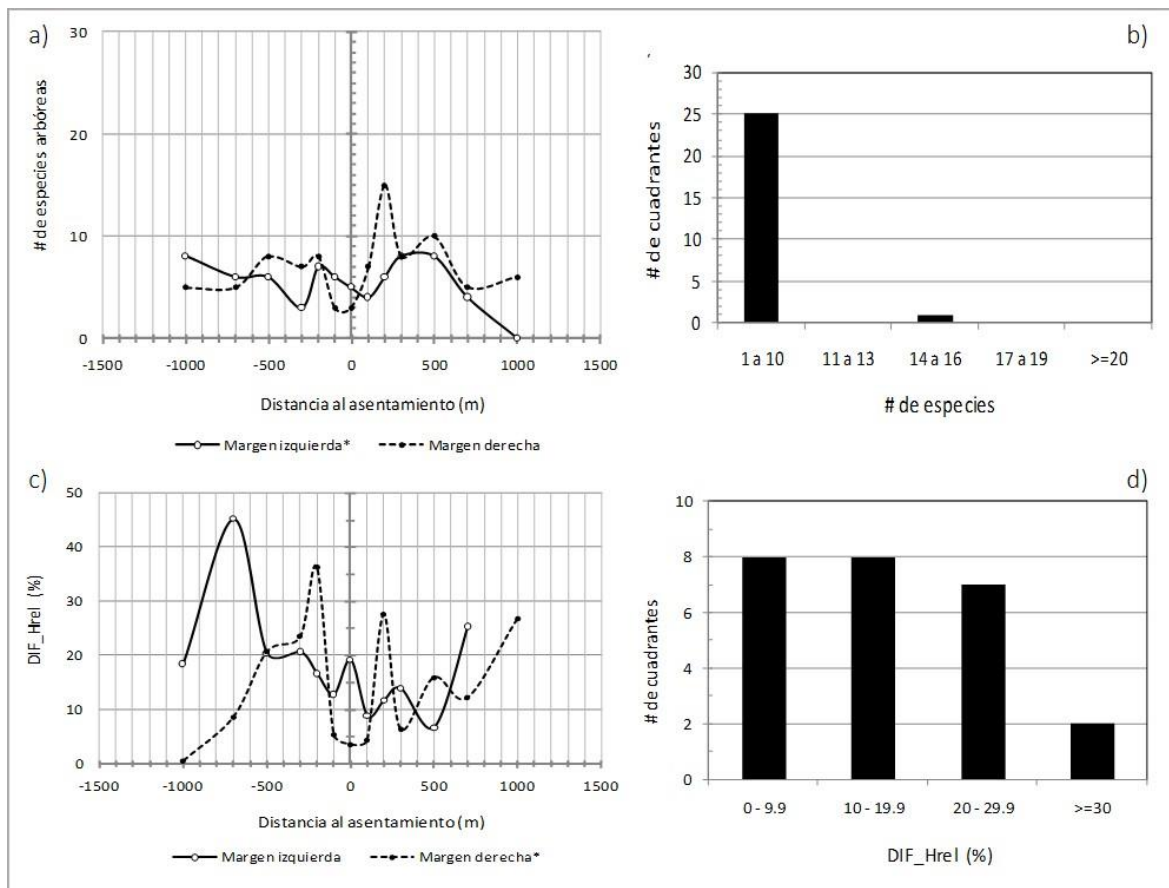 a)
# de especies arbóreas
30
20
10
0
-1500 -1000 -500 0 500 1000 1500
Distancia al asentamiento (m)
Margen izquierda* Margen derecha
b)
# de cuadrantes
30
25
20
15
10
5
0
1 a 10 11 a 13 14 a 16 17 a 19 >=20
# de especies
c)
DIF_Hrel (%)
50
40
30
20
10
0
-1500 -1000 -500 0 500 1000 1500
Distancia al asentamiento (m)
Margen izquierda Margen derecha*
d)
# de cuadrantes
10
8
6
4
2
0
0 - 9.9 10 - 19.9 20 - 29.9 >=30
DIF_Hrel (%)